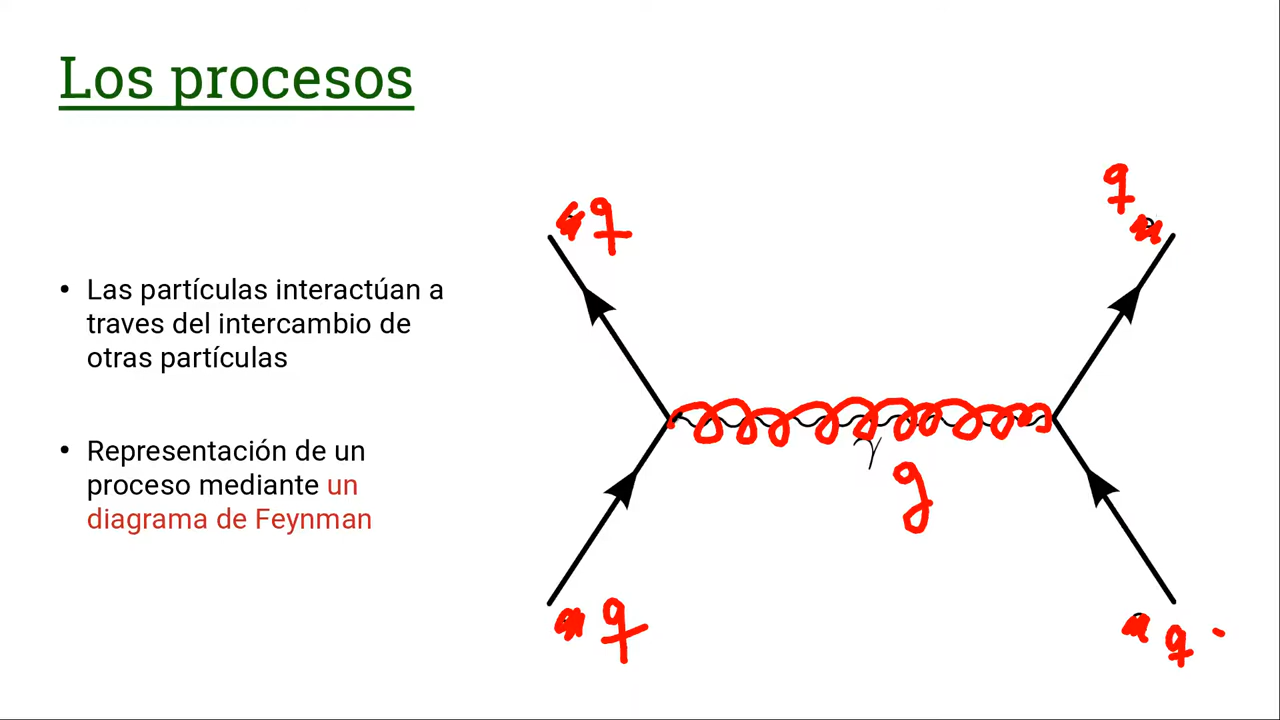 Los procesos
q
q
• Las partículas interactúan a
traves del intercambio de
otras partículas
γ
g
• Representación de un
proceso mediante un
diagrama de Feynman
q
q